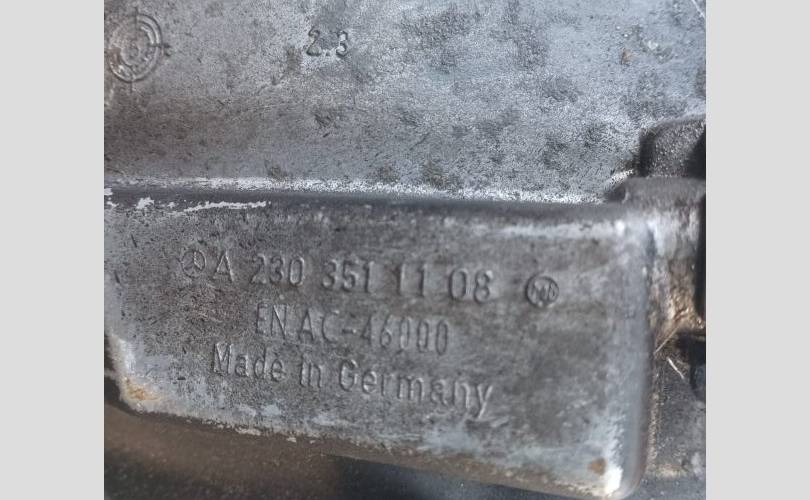 2.3
A 230 351 11 08
EN AC-46000
Made in Germany